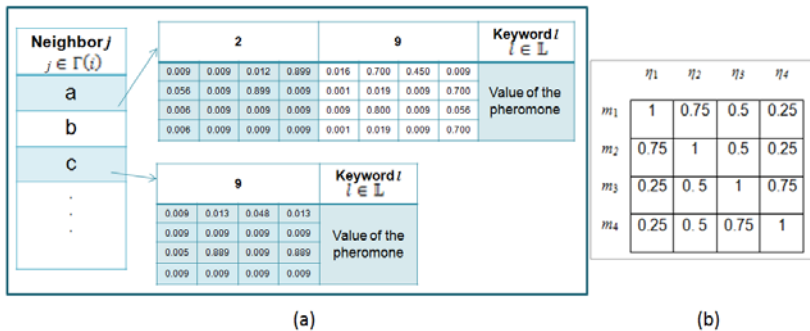 Neighbor j
j ∈ Γ(i)
a
b
c
.
.
.
2 9 Keyword l
l ∈ 𝕃
0.009 0.009 0.012 0.899 0.016 0.700 0.450 0.009
0.056 0.009 0.899 0.009 0.001 0.019 0.009 0.700
0.006 0.009 0.009 0.009 0.009 0.800 0.009 0.056
0.006 0.009 0.009 0.009 0.001 0.019 0.009 0.700
Value of the
pheromone
9 Keyword l
l ∈ 𝕃
0.009 0.013 0.048 0.013
0.009 0.009 0.009 0.009
0.005 0.889 0.009 0.889
0.009 0.009 0.009 0.009
Value of the
pheromone
(a)
η1 η2 η3 η4
m1 1 0.75 0.5 0.25
m2 0.75 1 0.5 0.25
m3 0.25 0. 5 1 0.75
m4 0.25 0. 5 0.75 1
(b)